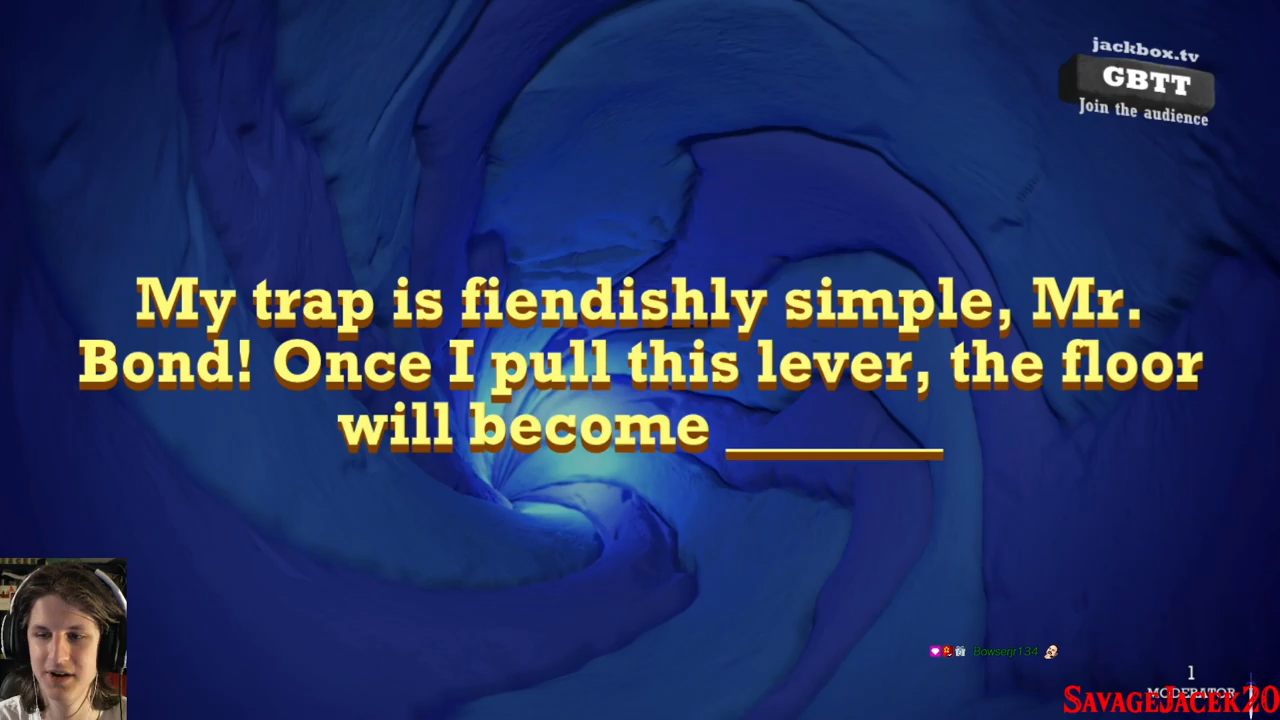 jackbox.tv
GBTT
Join the audience
My trap is fiendishly simple, Mr.
Bond! Once I pull this lever, the floor
will become ________
Bowserjr134
1
MODERATOR
SAVAGEJACEK20